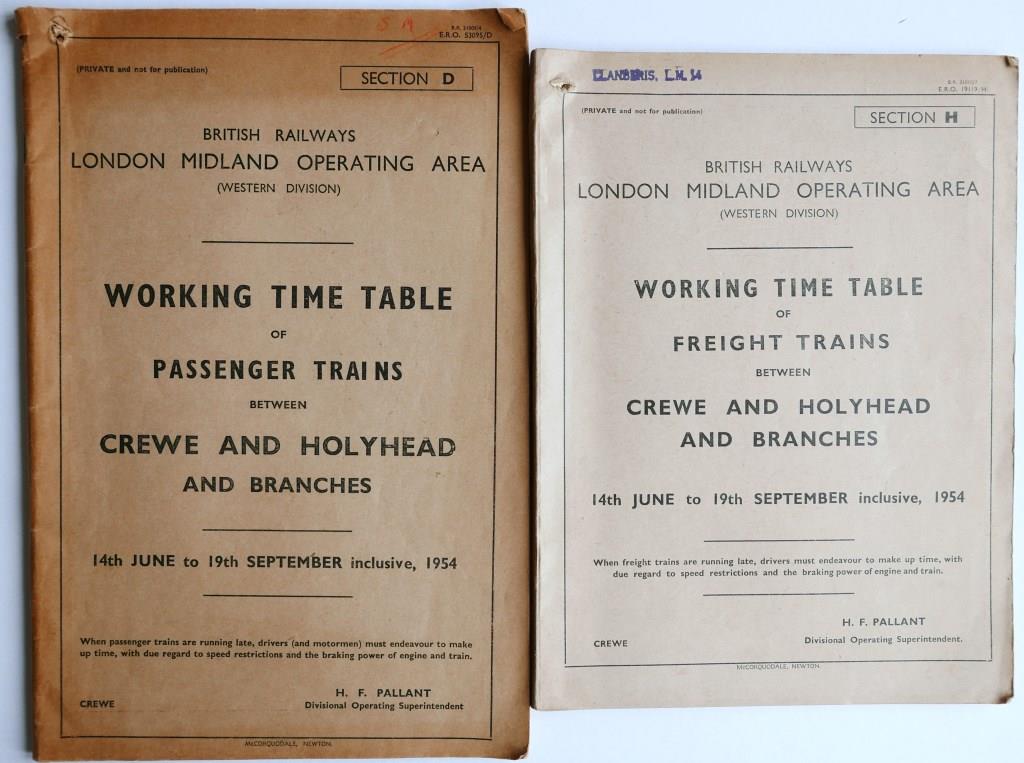 S M
B.R. 31800/4
E.R.O. 53095/D
(PRIVATE and not for publication)
SECTION D
BRITISH RAILWAYS
LONDON MIDLAND OPERATING AREA
(WESTERN DIVISION)
WORKING TIME TABLE
OF
PASSENGER TRAINS
BETWEEN
CREWE AND HOLYHEAD
AND BRANCHES
14th JUNE to 19th SEPTEMBER inclusive, 1954
When passenger trains are running late, drivers (and motormen) must endeavour to make
up time, with due regard to speed restrictions and the braking power of engine and train.
H. F. PALLANT
CREWE Divisional Operating Superintendent
McCORQUODALE, NEWTON.
LLANBERIS, L.M. 14
E.R.O.
(PRIVATE and not for publication)
SECTION H
BRITISH RAILWAYS
LONDON MIDLAND OPERATING AREA
(WESTERN DIVISION)
WORKING TIME TABLE
OF
FREIGHT TRAINS
BETWEEN
CREWE AND HOLYHEAD
AND BRANCHES
14th JUNE to 19th SEPTEMBER inclusive, 1954
When freight trains are running late, drivers must endeavour to make up time, with
due regard to speed restrictions and the braking power of engine and train.
H. F. PALLANT
CREWE Divisional Operating Superintendent.
McCORQUODALE, NEWTON.